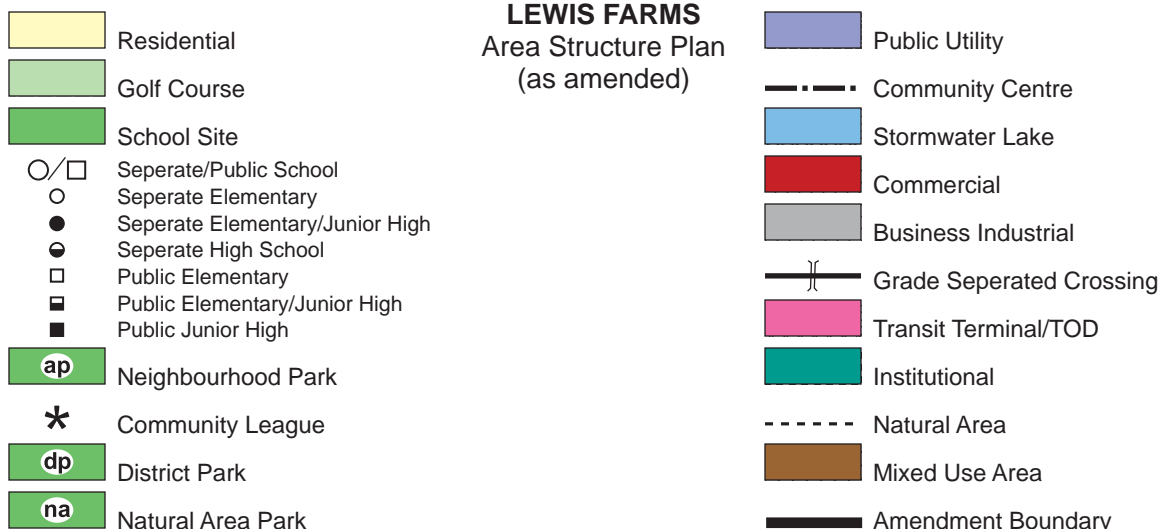 LEWIS FARMS
Area Structure Plan
(as amended)
Residential
Golf Course
School Site
Seperate/Public School
Seperate Elementary
Seperate Elementary/Junior High
Seperate High School
Public Elementary
Public Elementary/Junior High
Public Junior High
ap Neighbourhood Park
Community League
dp District Park
na Natural Area Park
Public Utility
Community Centre
Stormwater Lake
Commercial
Business Industrial
Grade Seperated Crossing
Transit Terminal/TOD
Institutional
Natural Area
Mixed Use Area
Amendment Boundary